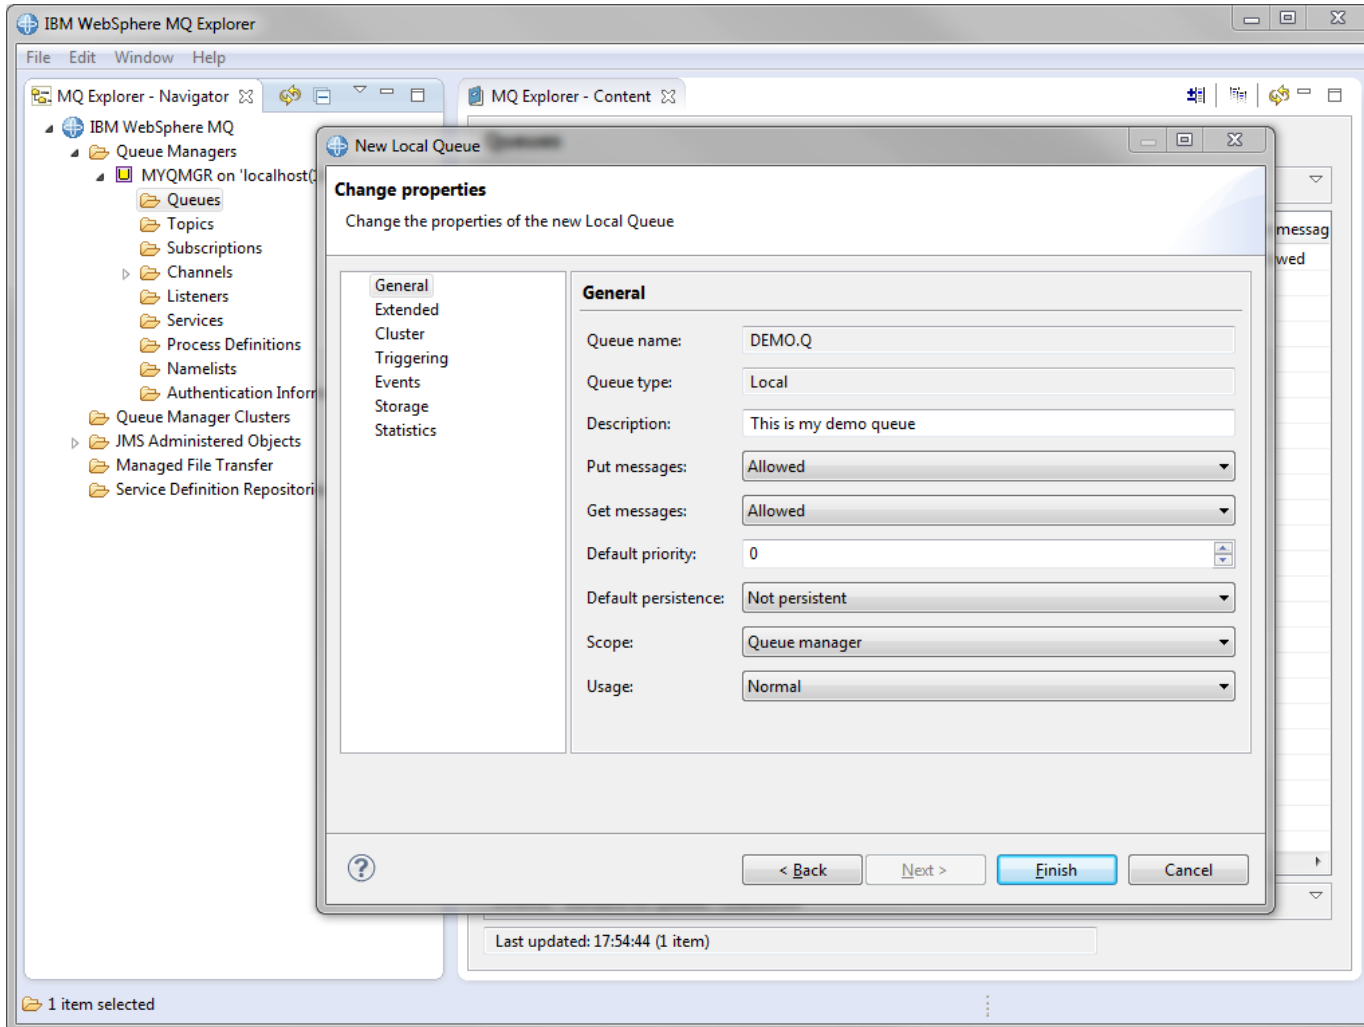 IBM WebSphere MQ Explorer
File Edit Window Help
MQ Explorer - Navigator
MQ Explorer - Content
IBM WebSphere MQ
Queue Managers
MYQMGR on 'localhost(
Queues
Topics
Subscriptions
Channels
Listeners
Services
Process Definitions
Namelists
Authentication Inforr
Queue Manager Clusters
JMS Administered Objects
Managed File Transfer
Service Definition Repositori
New Local Queue
Queues
Change properties
Change the properties of the new Local Queue
messag
wed
General
Extended
Cluster
Triggering
Events
Storage
Statistics
General
Queue name: DEMO.Q
Queue type: Local
Description: This is my demo queue
Put messages: Allowed
Get messages: Allowed
Default priority: 0
Default persistence: Not persistent
Scope: Queue manager
Usage: Normal
< Back
Next >
Finish
Cancel
Last updated: 17:54:44 (1 item)
1 item selected